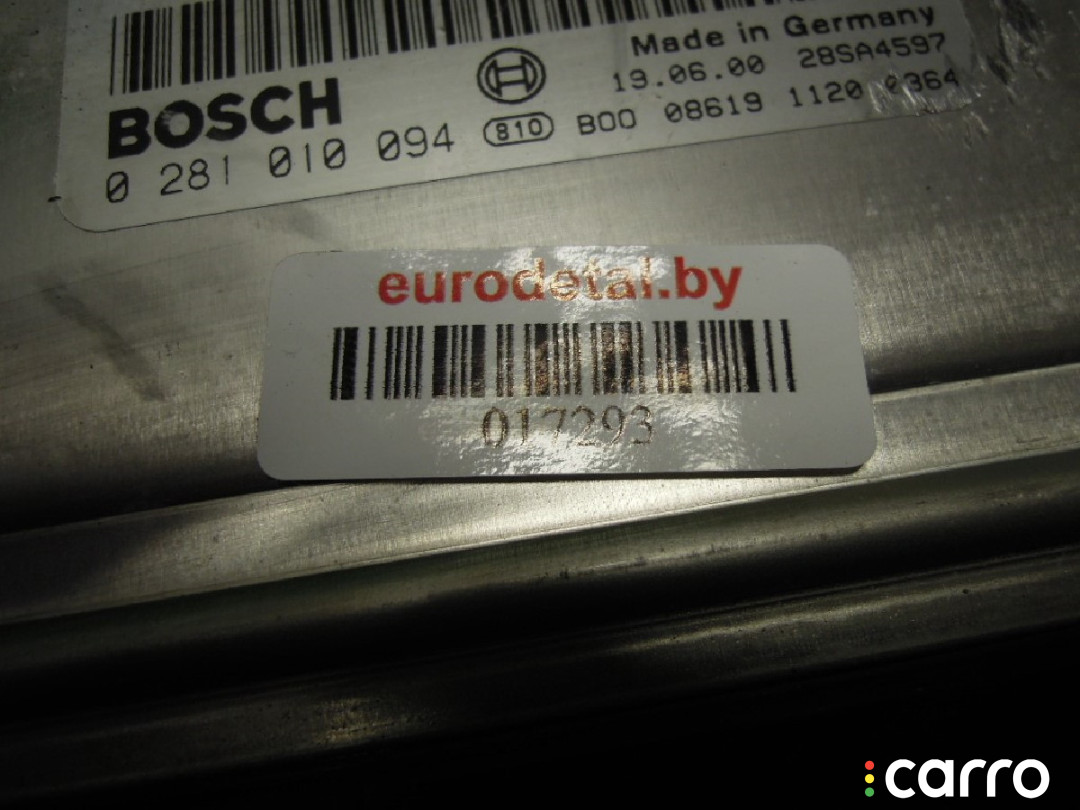 Made in Germany
BOSCH
19.06.00 28SA4597
0 281 010 094 810 B00 08619 1120 0364
eurodetal.by
017293
carro